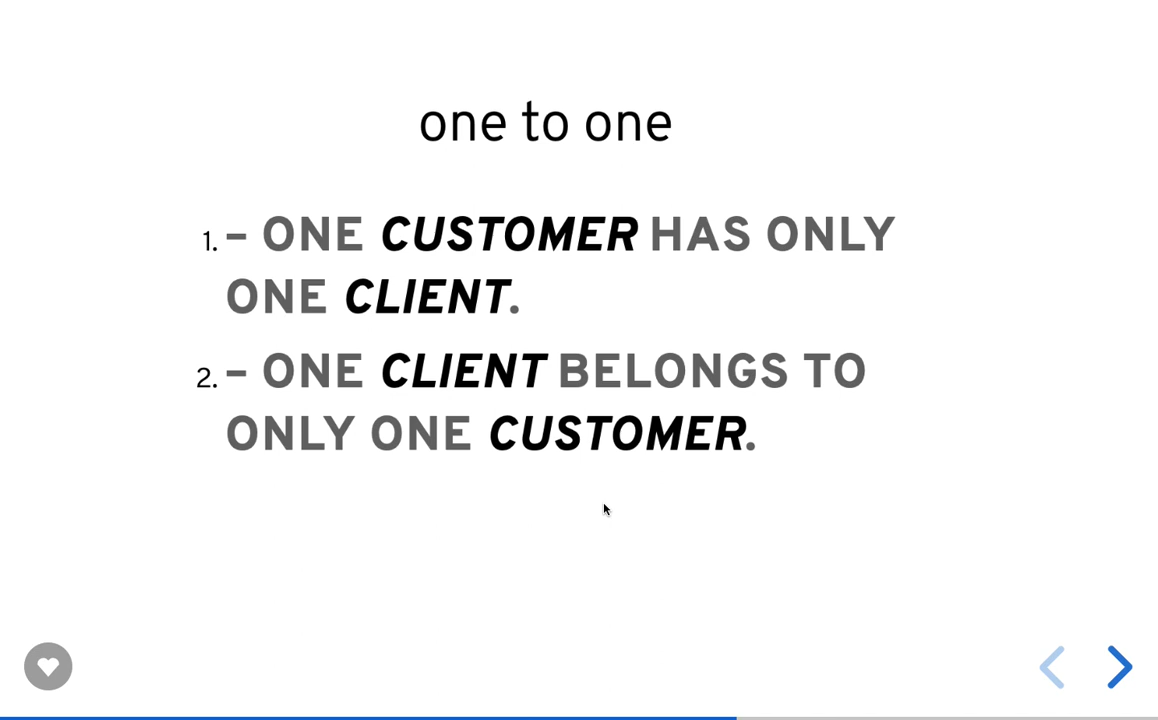 one to one
1. – ONE CUSTOMER HAS ONLY
ONE CLIENT.
2. – ONE CLIENT BELONGS TO
ONLY ONE CUSTOMER.